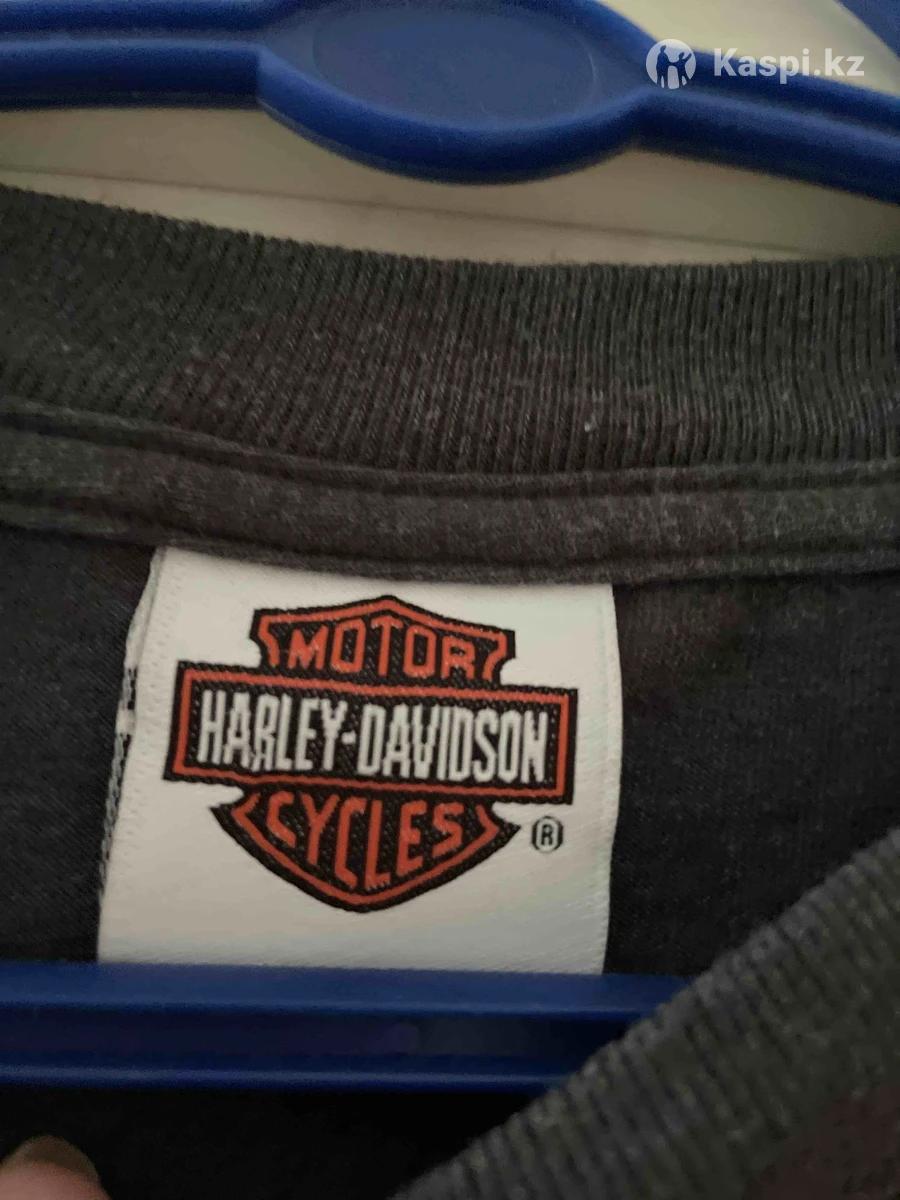 Kaspi.kz
MOTOR
HARLEY-DAVIDSON
CYCLES
®